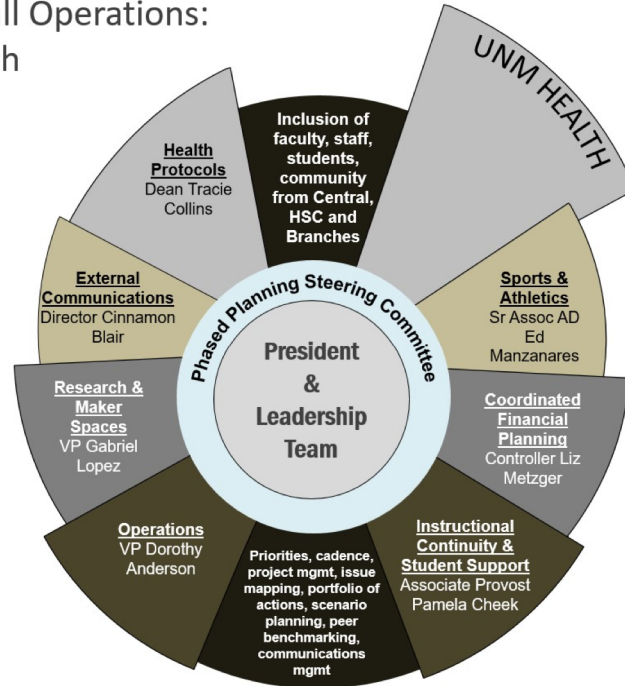 ll Operations:
h
UNM HEALTH
Inclusion of
faculty, staff,
students,
community
from Central,
HSC and
Branches
Health
Protocols
Dean Tracie
Collins
External
Communications
Director Cinnamon
Blair
Sports &
Athletics
Sr Assoc AD
Ed
Manzanares
Phased Planning Steering Committee
President
&
Leadership
Team
Research &
Maker
Spaces
VP Gabriel
Lopez
Coordinated
Financial
Planning
Controller Liz
Metzger
Operations
VP Dorothy
Anderson
Instructional
Continuity &
Student Support
Associate Provost
Pamela Cheek
Priorities, cadence,
project mgmt, issue
mapping, portfolio of
actions, scenario
planning, peer
benchmarking,
communications
mgmt